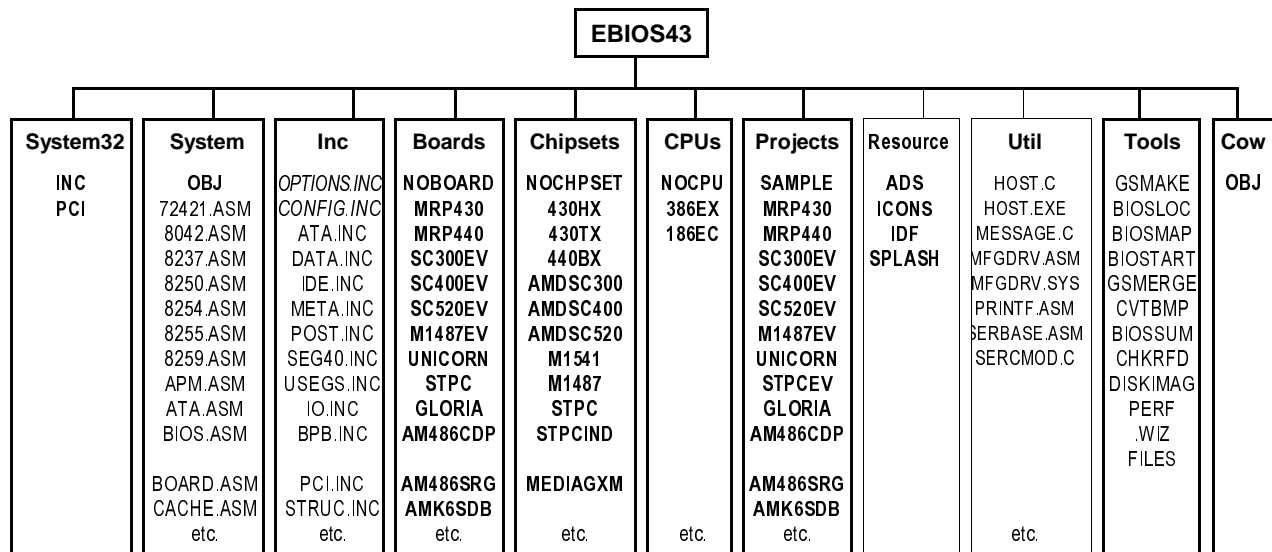 EBIOS43
System32
INC
PCI
System
OBJ
72421.ASM
8042.ASM
8237.ASM
8250.ASM
8254.ASM
8255.ASM
8259.ASM
APM.ASM
ATA.ASM
BIOS.ASM
BOARD.ASM
CACHE.ASM
etc.
Inc
OPTIONS.INC
CONFIG.INC
ATA.INC
DATA.INC
IDE.INC
META.INC
POST.INC
SEG40.INC
USEGS.INC
IO.INC
BPB.INC
PCI.INC
STRUC.INC
etc.
Boards
NOBOARD
MRP430
MRP440
SC300EV
SC400EV
SC520EV
M1487EV
UNICORN
STPC
GLORIA
AM486CDP
AM486SRG
AMK6SDB
etc.
Chipsets
NOCHPSET
430HX
430TX
440BX
AMDSC300
AMDSC400
AMDSC520
M1541
M1487
STPC
STPCIND
MEDIAGXM
etc.
CPUs
NOCPU
386EX
186EC
etc.
Projects
SAMPLE
MRP430
MRP440
SC300EV
SC400EV
SC520EV
M1487EV
UNICORN
STPCEV
GLORIA
AM486CDP
AM486SRG
AMK6SDB
etc.
Resource
ADS
ICONS
IDF
SPLASH
Util
HOST.C
HOST.EXE
MESSAGE.C
MFGDRV.ASM
MFGDRV.SYS
PRINTF.ASM
SERBASE.ASM
SERCMOD.C
etc.
Tools
GSMAKE
BIOSLOC
BIOSMAP
BIOSTART
GSMERGE
CVTBMP
BIOSSUM
CHKRFD
DISKIMAG
PERF
.WIZ
FILES
Cow
OBJ